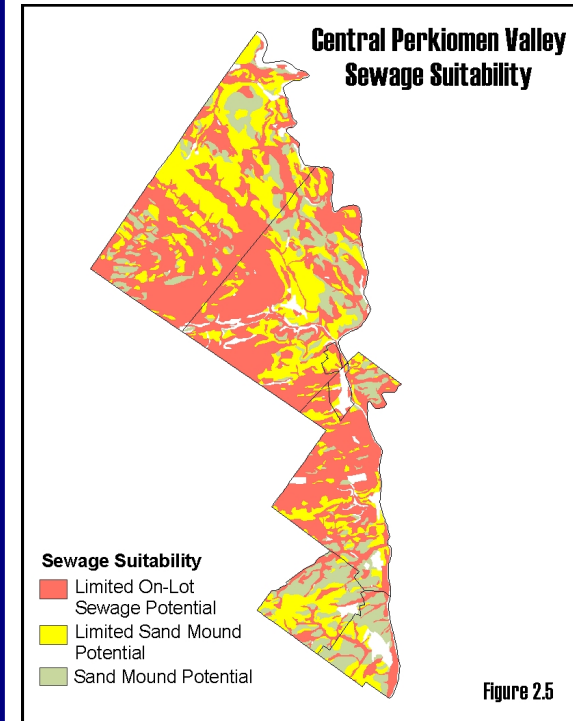 Central Perkiomen Valley
Sewage Suitability
Sewage Suitability
Limited On-Lot
Sewage Potential
Limited Sand Mound
Potential
Sand Mound Potential
Figure 2.5